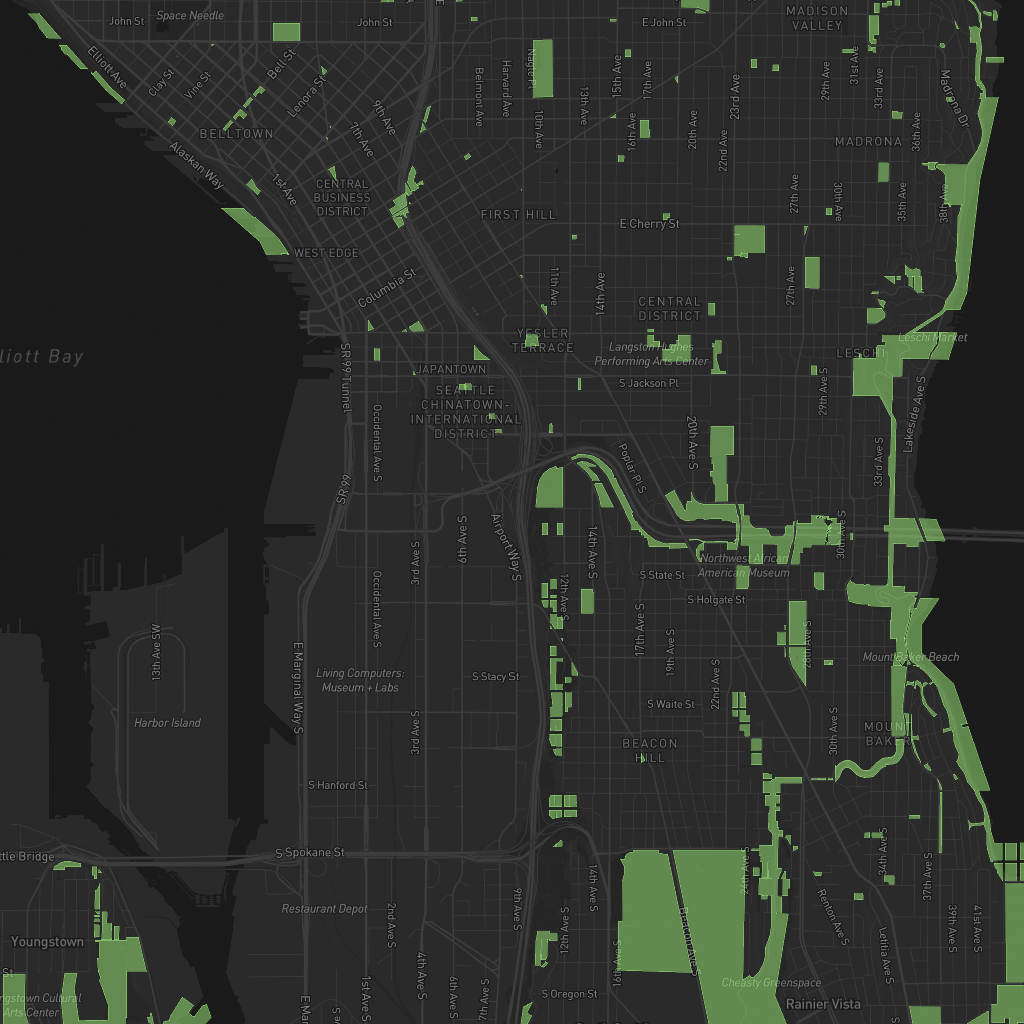 John St
Space Needle
John St
E John St
MADISON
VALLEY
Elliott Ave
Clay St
Vine St
Bell St
Lenora St
9th Ave
7th Ave
Belmont Ave
Harvard Ave
Nagle Pl
10th Ave
13th Ave
15th Ave
17th Ave
16th Ave
20th Ave
23rd Ave
22nd Ave
29th Ave
31st Ave
33rd Ave
Madrona Dr
36th Ave
BELLTOWN
MADRONA
Alaskan Way
1st Ave
CENTRAL
BUSINESS
DISTRICT
FIRST HILL
E Cherry St
27th Ave
30th Ave
35th Ave
38th Ave
WEST EDGE
Columbia St
11th Ave
14th Ave
27th Ave
CENTRAL
DISTRICT
YESLER
TERRACE
Langston Hughes
Performing Arts Center
Leschi Market
LESCHI
lliott Bay
SR 99 Tunnel
JAPANTOWN
SEATTLE
CHINATOWN-
INTERNATIONAL
DISTRICT
S Jackson Pl
29th Ave S
Lakeside Ave S
Occidental Ave S
20th Ave S
Poplar Pl S
33rd Ave S
SR 99
6th Ave S
Airport Way S
3rd Ave S
14th Ave S
30th Ave S
Northwest African
American Museum
S State St
12th Ave S
S Holgate St
Occidental Ave S
13th Ave SW
E Marginal Way S
17th Ave S
19th Ave S
28th Ave S
Mount Baker Beach
Living Computers:
Museum + Labs
S Stacy St
22nd Ave S
S Waite St
Harbor Island
3rd Ave S
30th Ave S
MOUNT
BAKER
BEACON
HILL
S Hanford St
S Spokane St
ttle Bridge
24th Ave S
34th Ave S
37th Ave S
14th Ave S
9th Ave S
12th Ave S
16th Ave S
Beacon Ave S
Renton Ave S
Letitia Ave S
39th Ave S
41st Ave S
Restaurant Depot
2nd Ave S
Youngstown
St
ngstown Cultural
Arts Center
1st Ave S
4th Ave S
6th Ave S
7th Ave S
S Oregon St
Cheasty Greenspace
Rainier Vista
E Mar